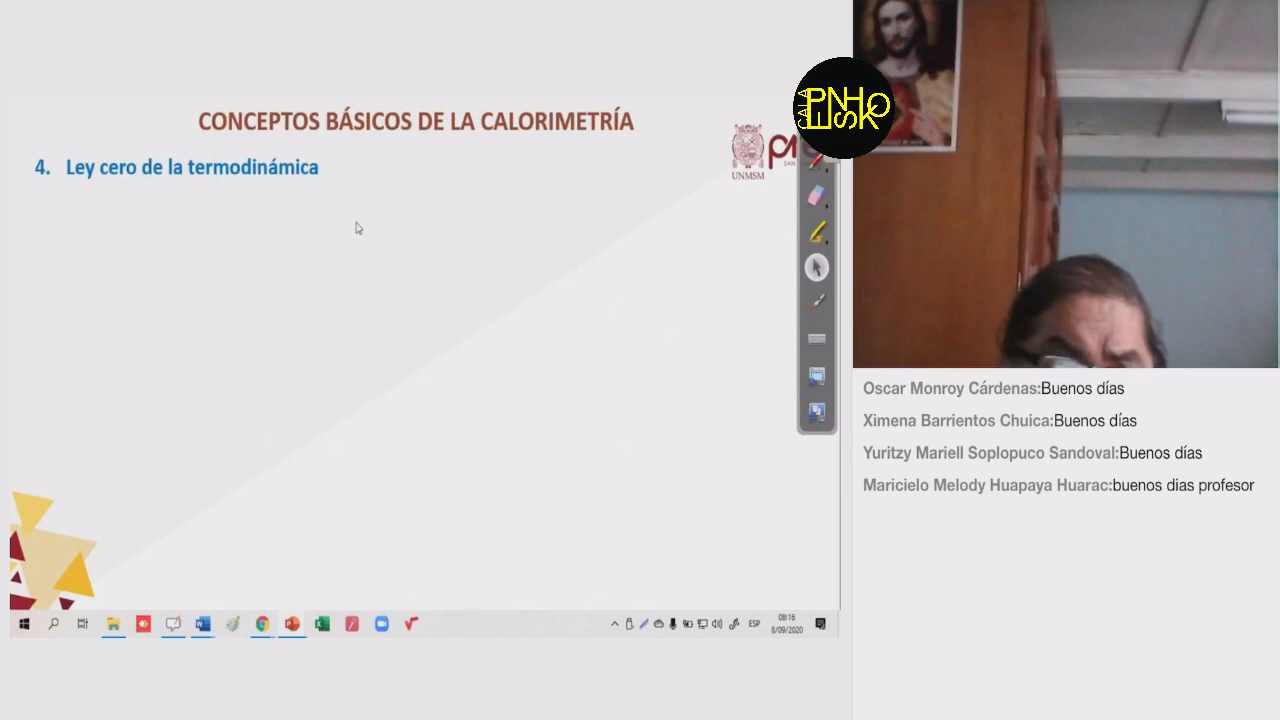 CONCEPTOS BÁSICOS DE LA CALORIMETRÍA
4. Ley cero de la termodinámica
UNMSM
ESP
08:16
8/09/2020
Oscar Monroy Cárdenas:Buenos días
Ximena Barrientos Chuica:Buenos días
Yuritzy Mariell Soplopuco Sandoval:Buenos días
Maricielo Melody Huapaya Huarac:buenos dias profesor